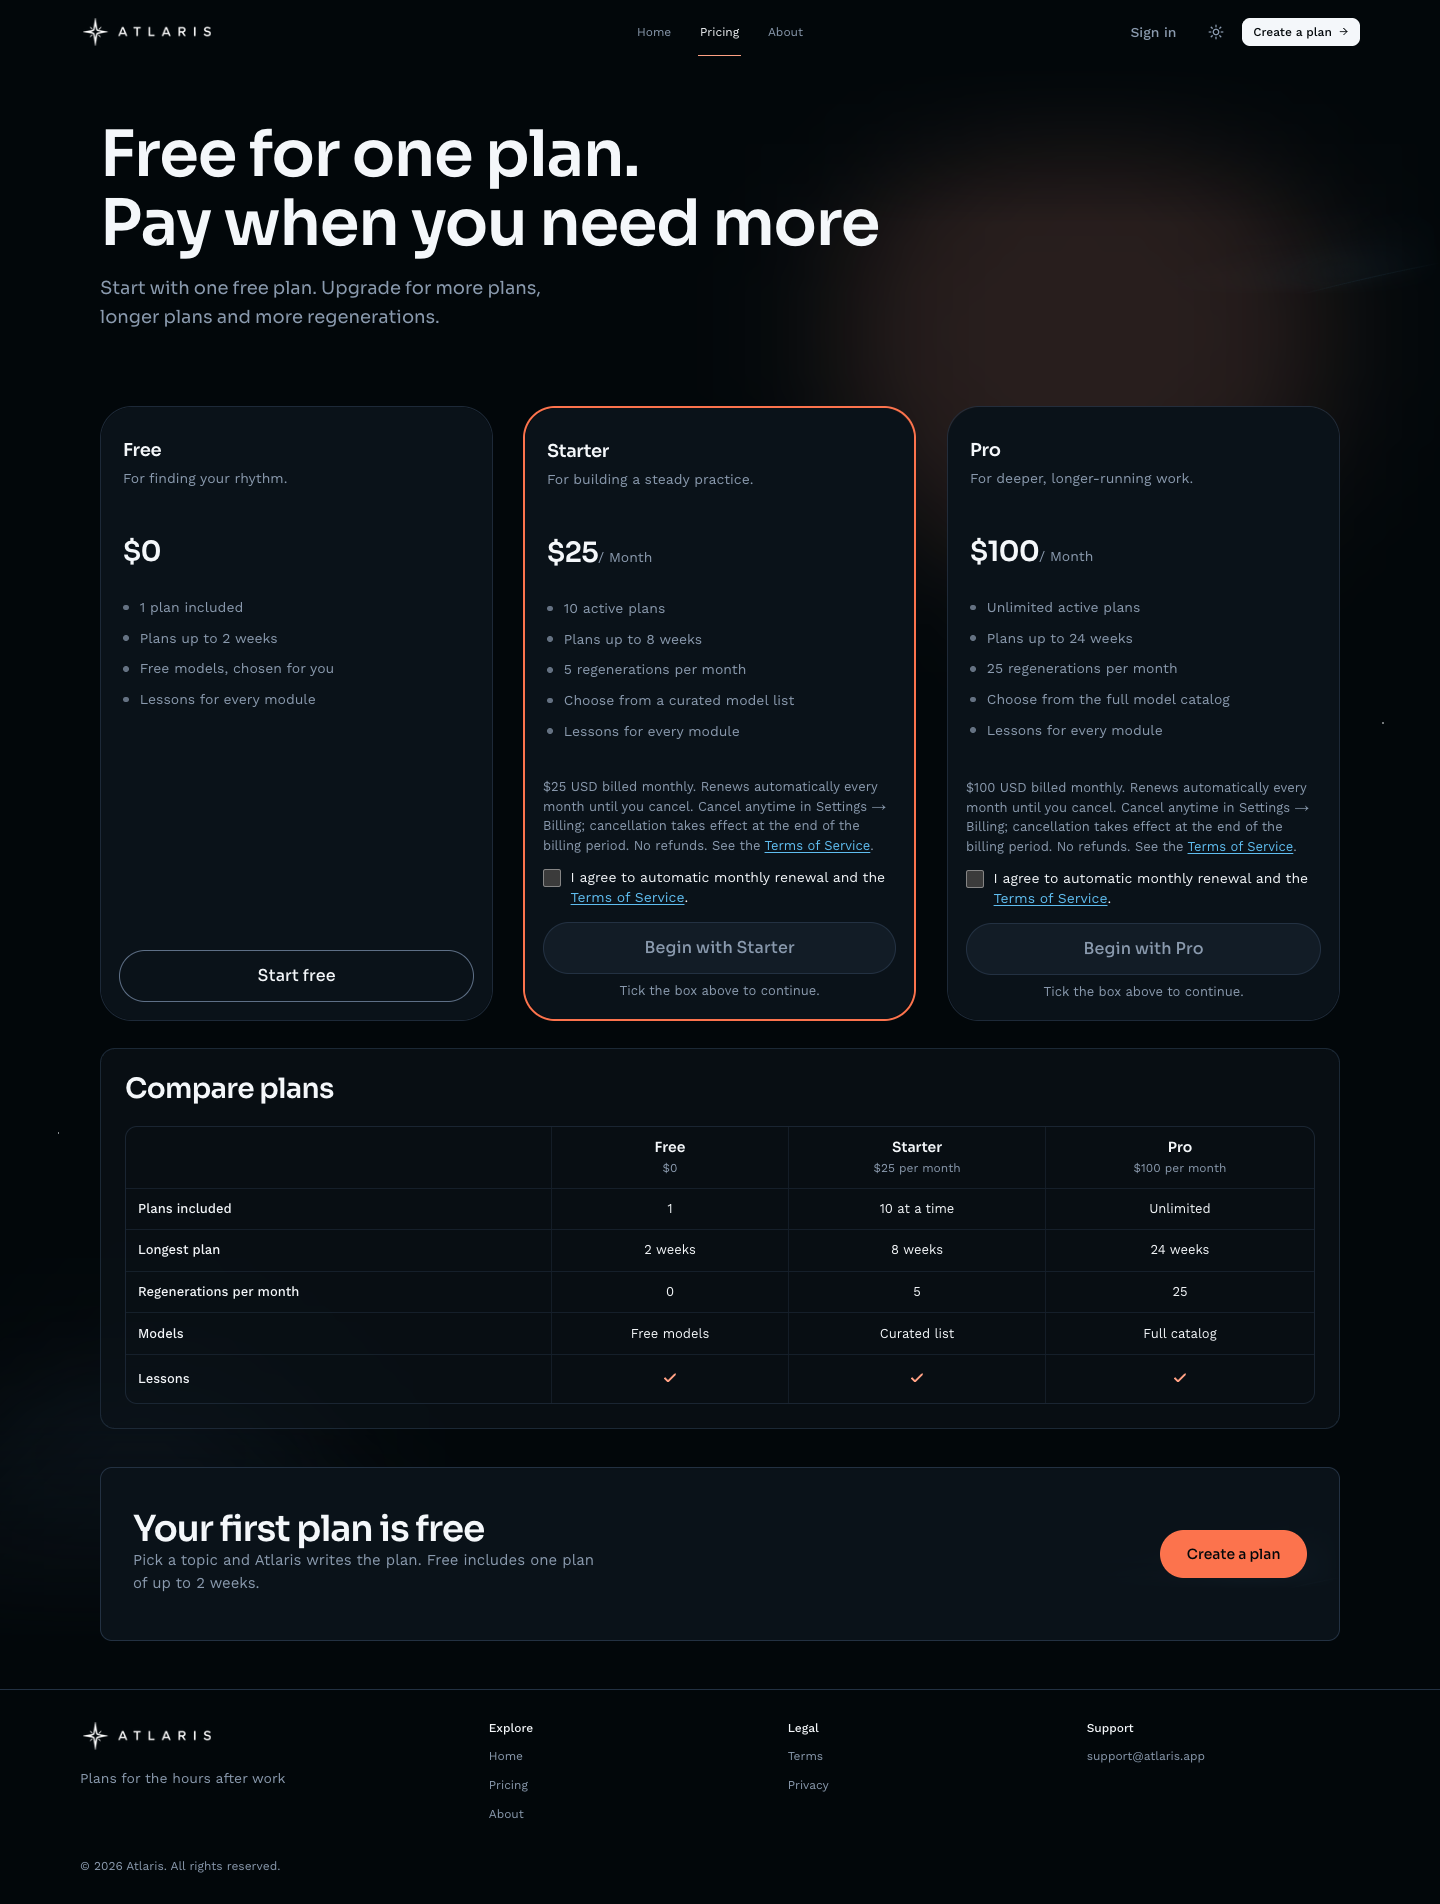 ATLARIS
Home Pricing About
Sign in
Create a plan →
Free for one plan.
Pay when you need more
Start with one free plan. Upgrade for more plans,
longer plans and more regenerations.
Free
For finding your rhythm.
$0
1 plan included
Plans up to 2 weeks
Free models, chosen for you
Lessons for every module
Start free
Starter
For building a steady practice.
$25/ Month
10 active plans
Plans up to 8 weeks
5 regenerations per month
Choose from a curated model list
Lessons for every module
$25 USD billed monthly. Renews automatically every
month until you cancel. Cancel anytime in Settings →
Billing; cancellation takes effect at the end of the
billing period. No refunds. See the Terms of Service.
I agree to automatic monthly renewal and the
Terms of Service.
Begin with Starter
Tick the box above to continue.
Pro
For deeper, longer-running work.
$100/ Month
Unlimited active plans
Plans up to 24 weeks
25 regenerations per month
Choose from the full model catalog
Lessons for every module
$100 USD billed monthly. Renews automatically every
month until you cancel. Cancel anytime in Settings →
Billing; cancellation takes effect at the end of the
billing period. No refunds. See the Terms of Service.
I agree to automatic monthly renewal and the
Terms of Service.
Begin with Pro
Tick the box above to continue.
Compare plans
Free Starter Pro
$0 $25 per month $100 per month
Plans included 1 10 at a time Unlimited
Longest plan 2 weeks 8 weeks 24 weeks
Regenerations per month 0 5 25
Models Free models Curated list Full catalog
Lessons
Your first plan is free
Pick a topic and Atlaris writes the plan. Free includes one plan
of up to 2 weeks.
Create a plan
ATLARIS
Plans for the hours after work
Explore
Home
Pricing
About
Legal
Terms
Privacy
Support
support@atlaris.app
© 2026 Atlaris. All rights reserved.